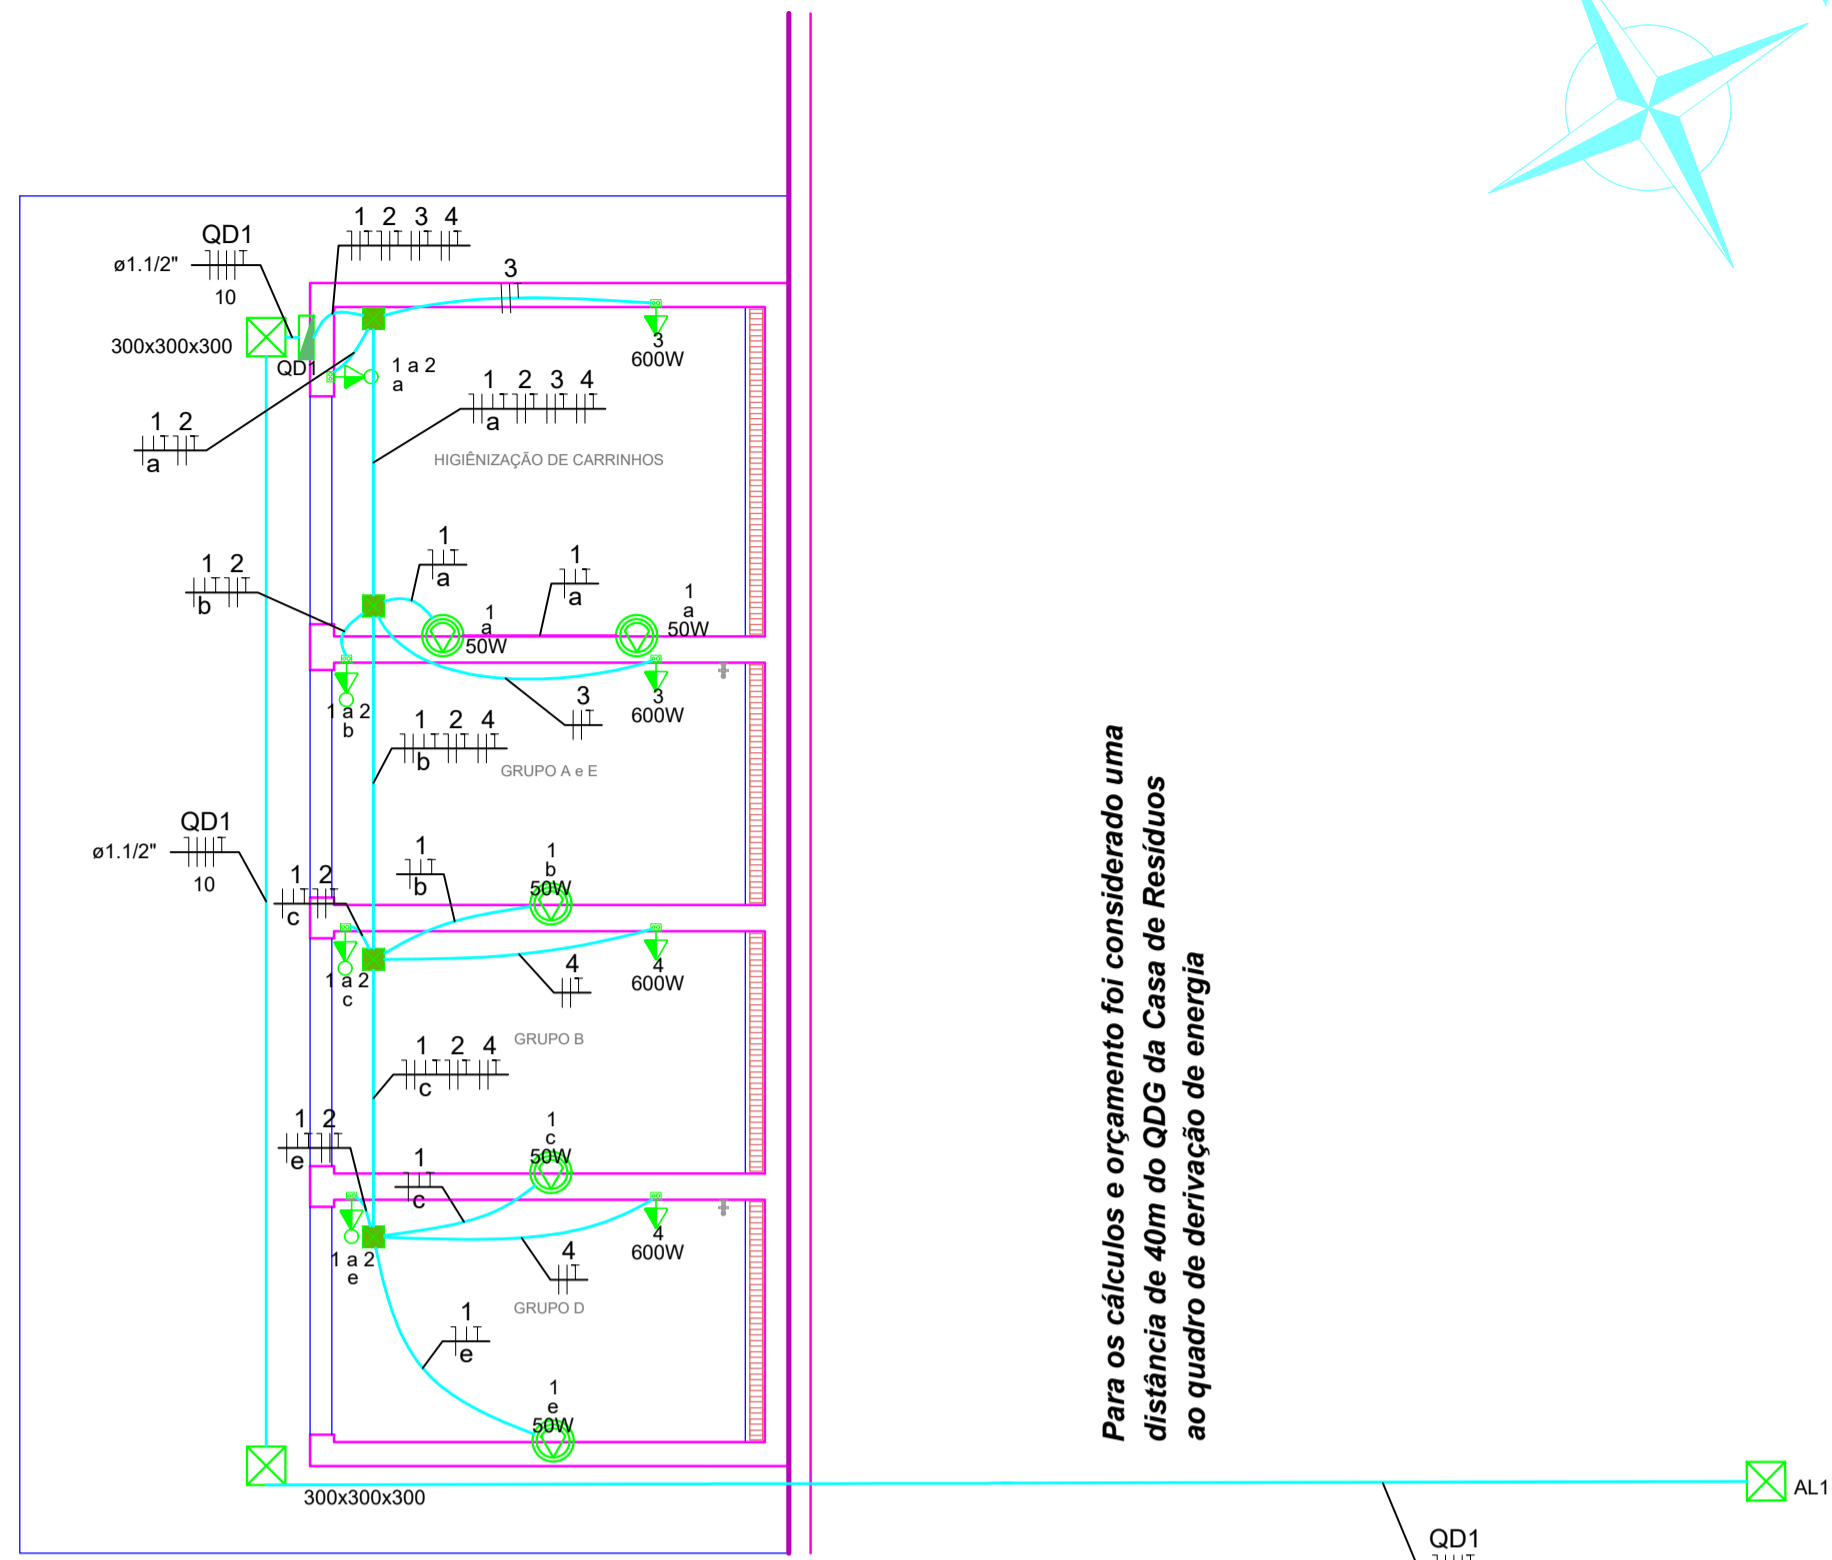 1 2 3 4
QD1
ø1.1/2"
10
3
300x300x300
QD1
3
600W
1 a 2
a
1 2 3 4
a
1 2
a
HIGIÊNIZAÇÃO DE CARRINHOS
1
a
1
a
1 2
b
1
a
50W
1
a
50W
3
1 a 2
b
3
600W
1 2 4
b
GRUPO A e E
QD1
ø1.1/2"
10
1
b
1
b
50W
1 2
c
1 a 2
c
4
4
600W
GRUPO B
1 2 4
c
1 2
e
1
c
1
c
50W
1 a 2
e
4
4
600W
GRUPO D
1
e
1
e
50W
300x300x300
Para os cálculos e orçamento foi considerado uma
distância de 40m do QDG da Casa de Resíduos
ao quadro de derivação de energia
AL1
QD1